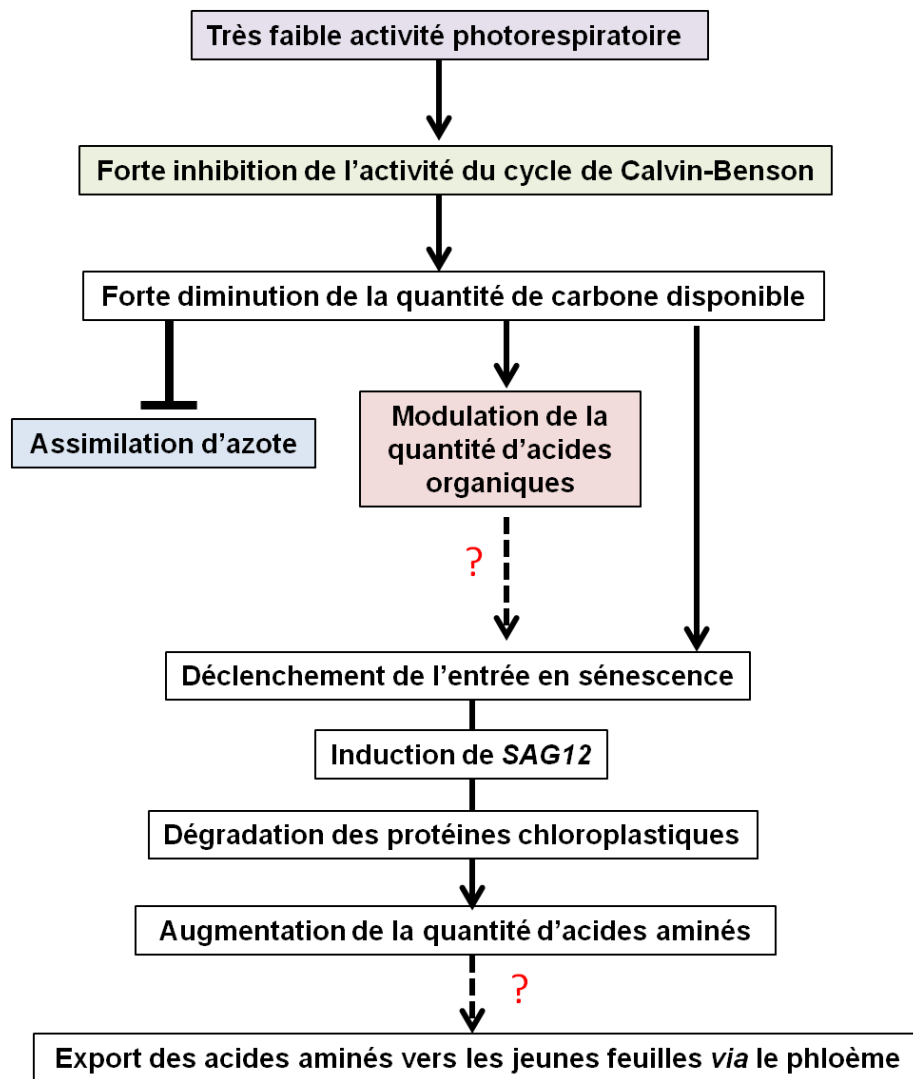 Très faible activité photorespiratoire
Forte inhibition de l’activité du cycle de Calvin-Benson
Forte diminution de la quantité de carbone disponible
Assimilation d’azote
Modulation de la
quantité d’acides
organiques
?
Déclenchement de l’entrée en sénescence
Induction de SAG12
Dégradation des protéines chloroplastiques
Augmentation de la quantité d’acides aminés
?
Export des acides aminés vers les jeunes feuilles via le phloème